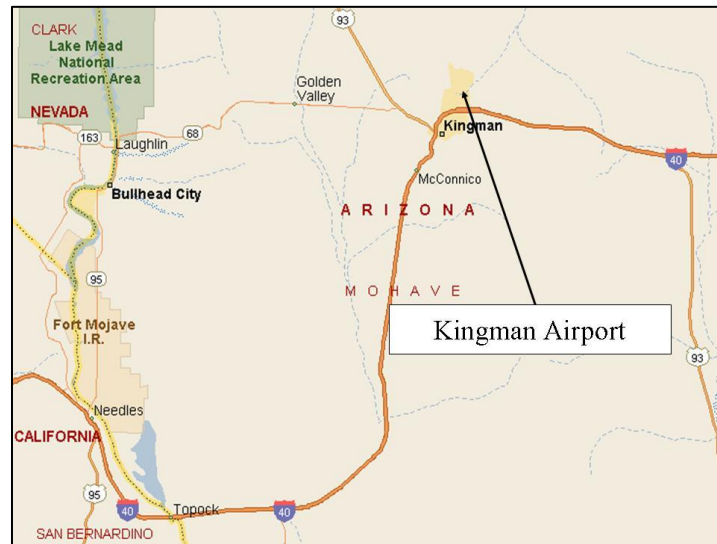 CLARK
Lake Mead
National
Recreation Area
93
NEVADA
Golden
Valley
163
68
Laughlin
Kingman
40
McConnico
Bullhead City
ARIZONA
95
MOHAVE
Fort Mojave
I.R.
Kingman Airport
93
Needles
CALIFORNIA
95
40
Topock
40
SAN BERNARDINO